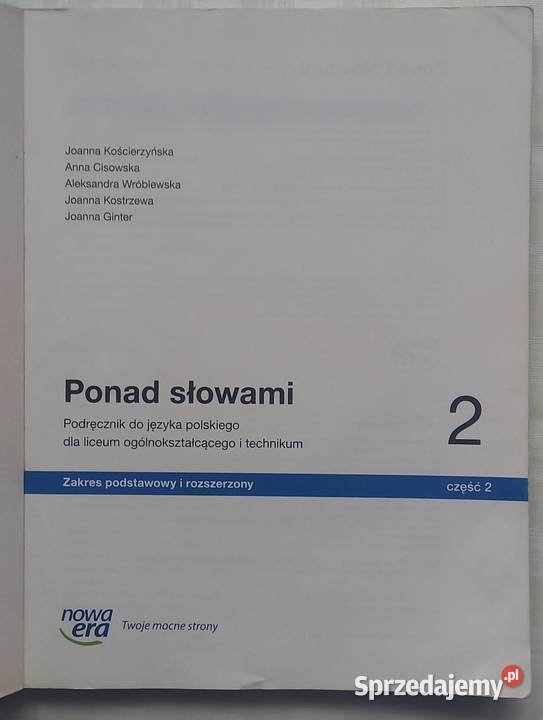 Joanna Kościerzyńska
Anna Cisowska
Aleksandra Wróblewska
Joanna Kostrzewa
Joanna Ginter
Ponad słowami
Podręcznik do języka polskiego
dla liceum ogólnokształcącego i technikum
2
Zakres podstawowy i rozszerzony
część 2
nowa
era
Twoje mocne strony
Sprzedajemy.pl